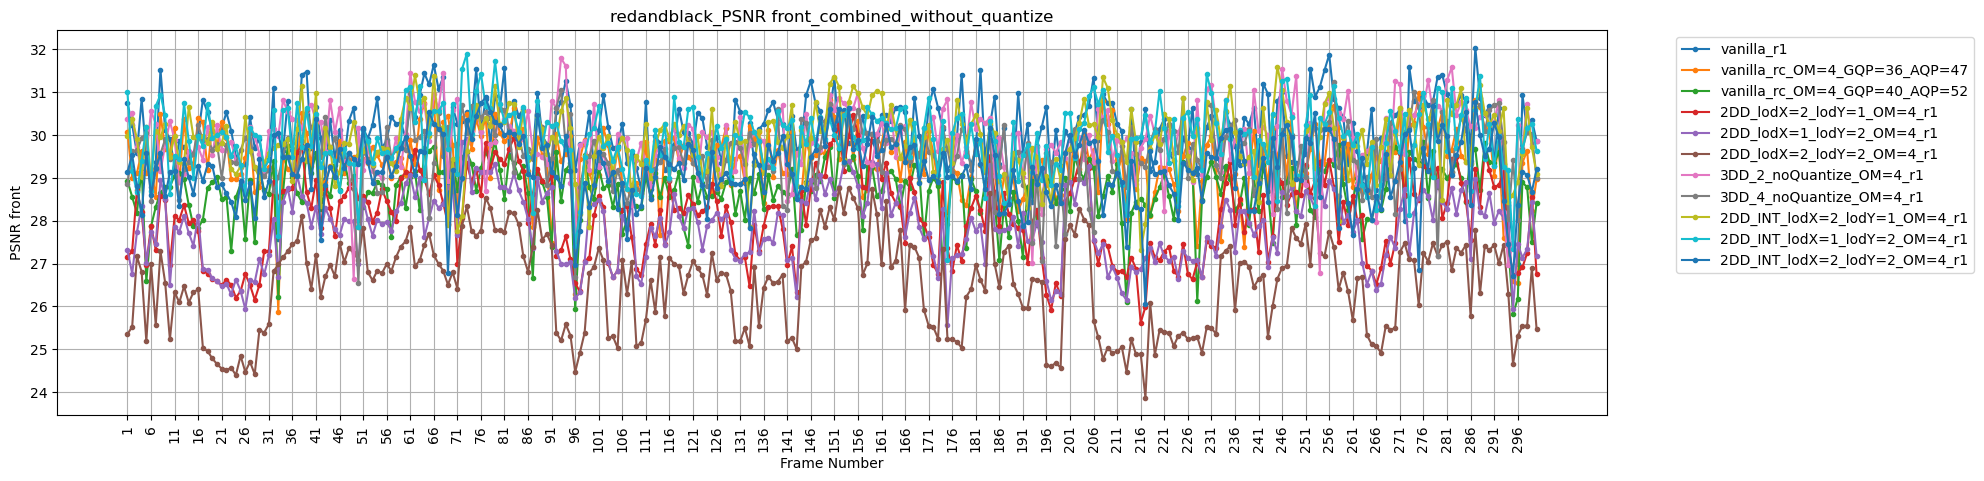 redandblack_PSNR front_combined_without_quantize
PSNR front
32
31
30
29
28
27
26
25
24
1 6 11 16 21 26 31 36 41 46 51 56 61 66 71 76 81 86 91 96 101 106 111 116 121 126 131 136 141 146 151 156 161 166 171 176 181 186 191 196 201 206 211 216 221 226 231 236 241 246 251 256 261 266 271 276 281 286 291 296
Frame Number
vanilla_r1
vanilla_rc_OM=4_GQP=36_AQP=47
vanilla_rc_OM=4_GQP=40_AQP=52
2DD_lodX=2_lodY=1_OM=4_r1
2DD_lodX=1_lodY=2_OM=4_r1
2DD_lodX=2_lodY=2_OM=4_r1
3DD_2_noQuantize_OM=4_r1
3DD_4_noQuantize_OM=4_r1
2DD_INT_lodX=2_lodY=1_OM=4_r1
2DD_INT_lodX=1_lodY=2_OM=4_r1
2DD_INT_lodX=2_lodY=2_OM=4_r1